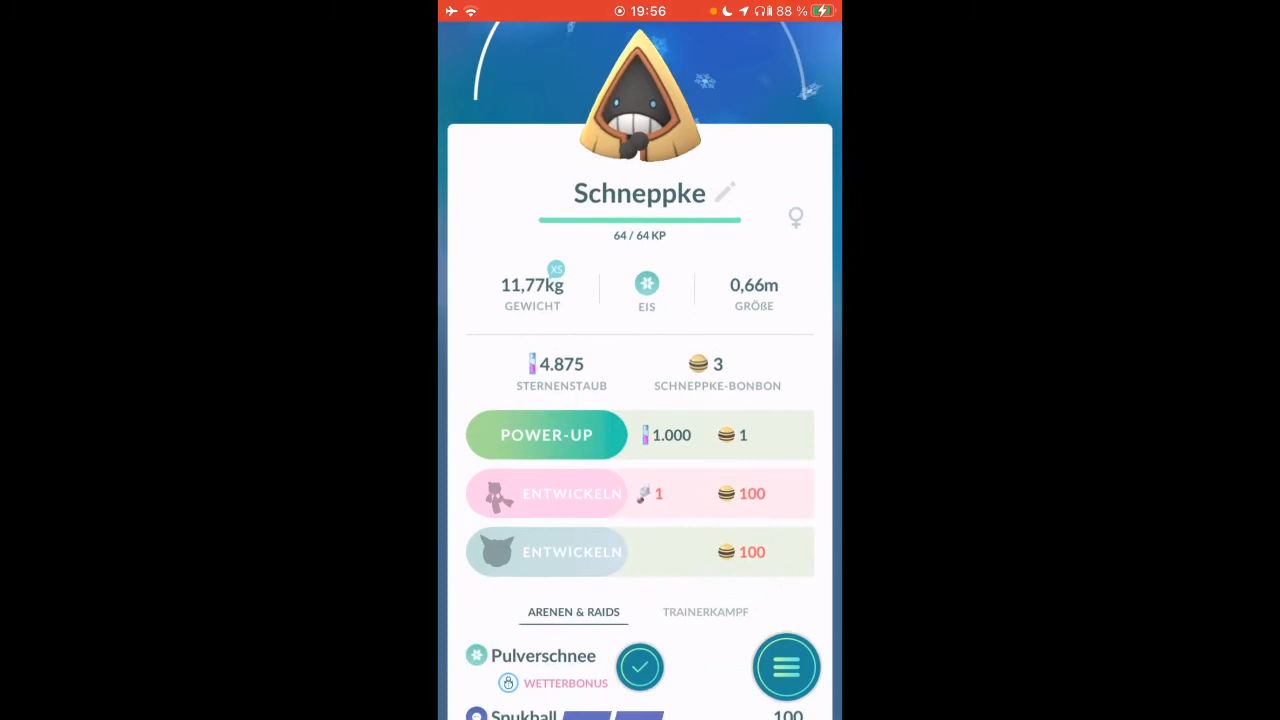 19:56 88 %
Schneppke
64 / 64 KP
XS
11,77kg 0,66m
GEWICHT EIS GRÖßE
4.875 3
STERNENSTAUB SCHNEPPKE-BONBON
POWER-UP 1.000 1
ENTWICKELN 1 100
ENTWICKELN 100
ARENEN & RAIDS TRAINERKAMPF
Pulverschnee
WETTERBONUS
Spukball 100